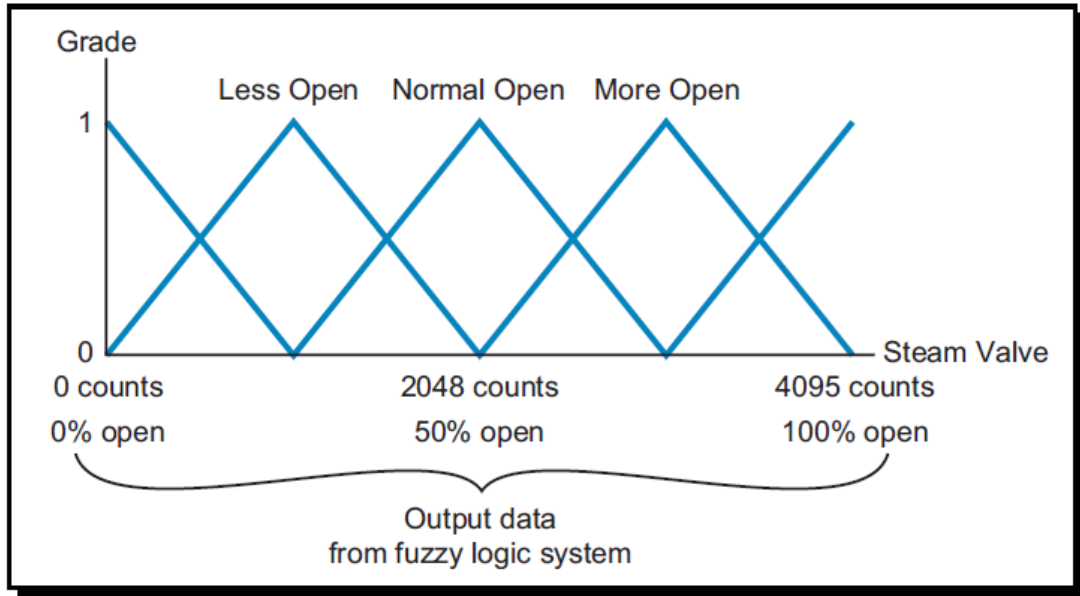 Grade
Less Open Normal Open More Open
1
0
Steam Valve
0 counts 2048 counts 4095 counts
0% open 50% open 100% open
Output data
from fuzzy logic system